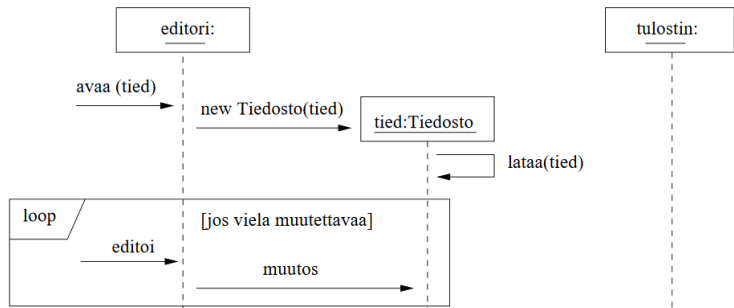 editori:
tulostin:
avaa (tied)
new Tiedosto(tied)
tied:Tiedosto
lataa(tied)
loop
[jos viela muutettavaa]
editoi
muutos